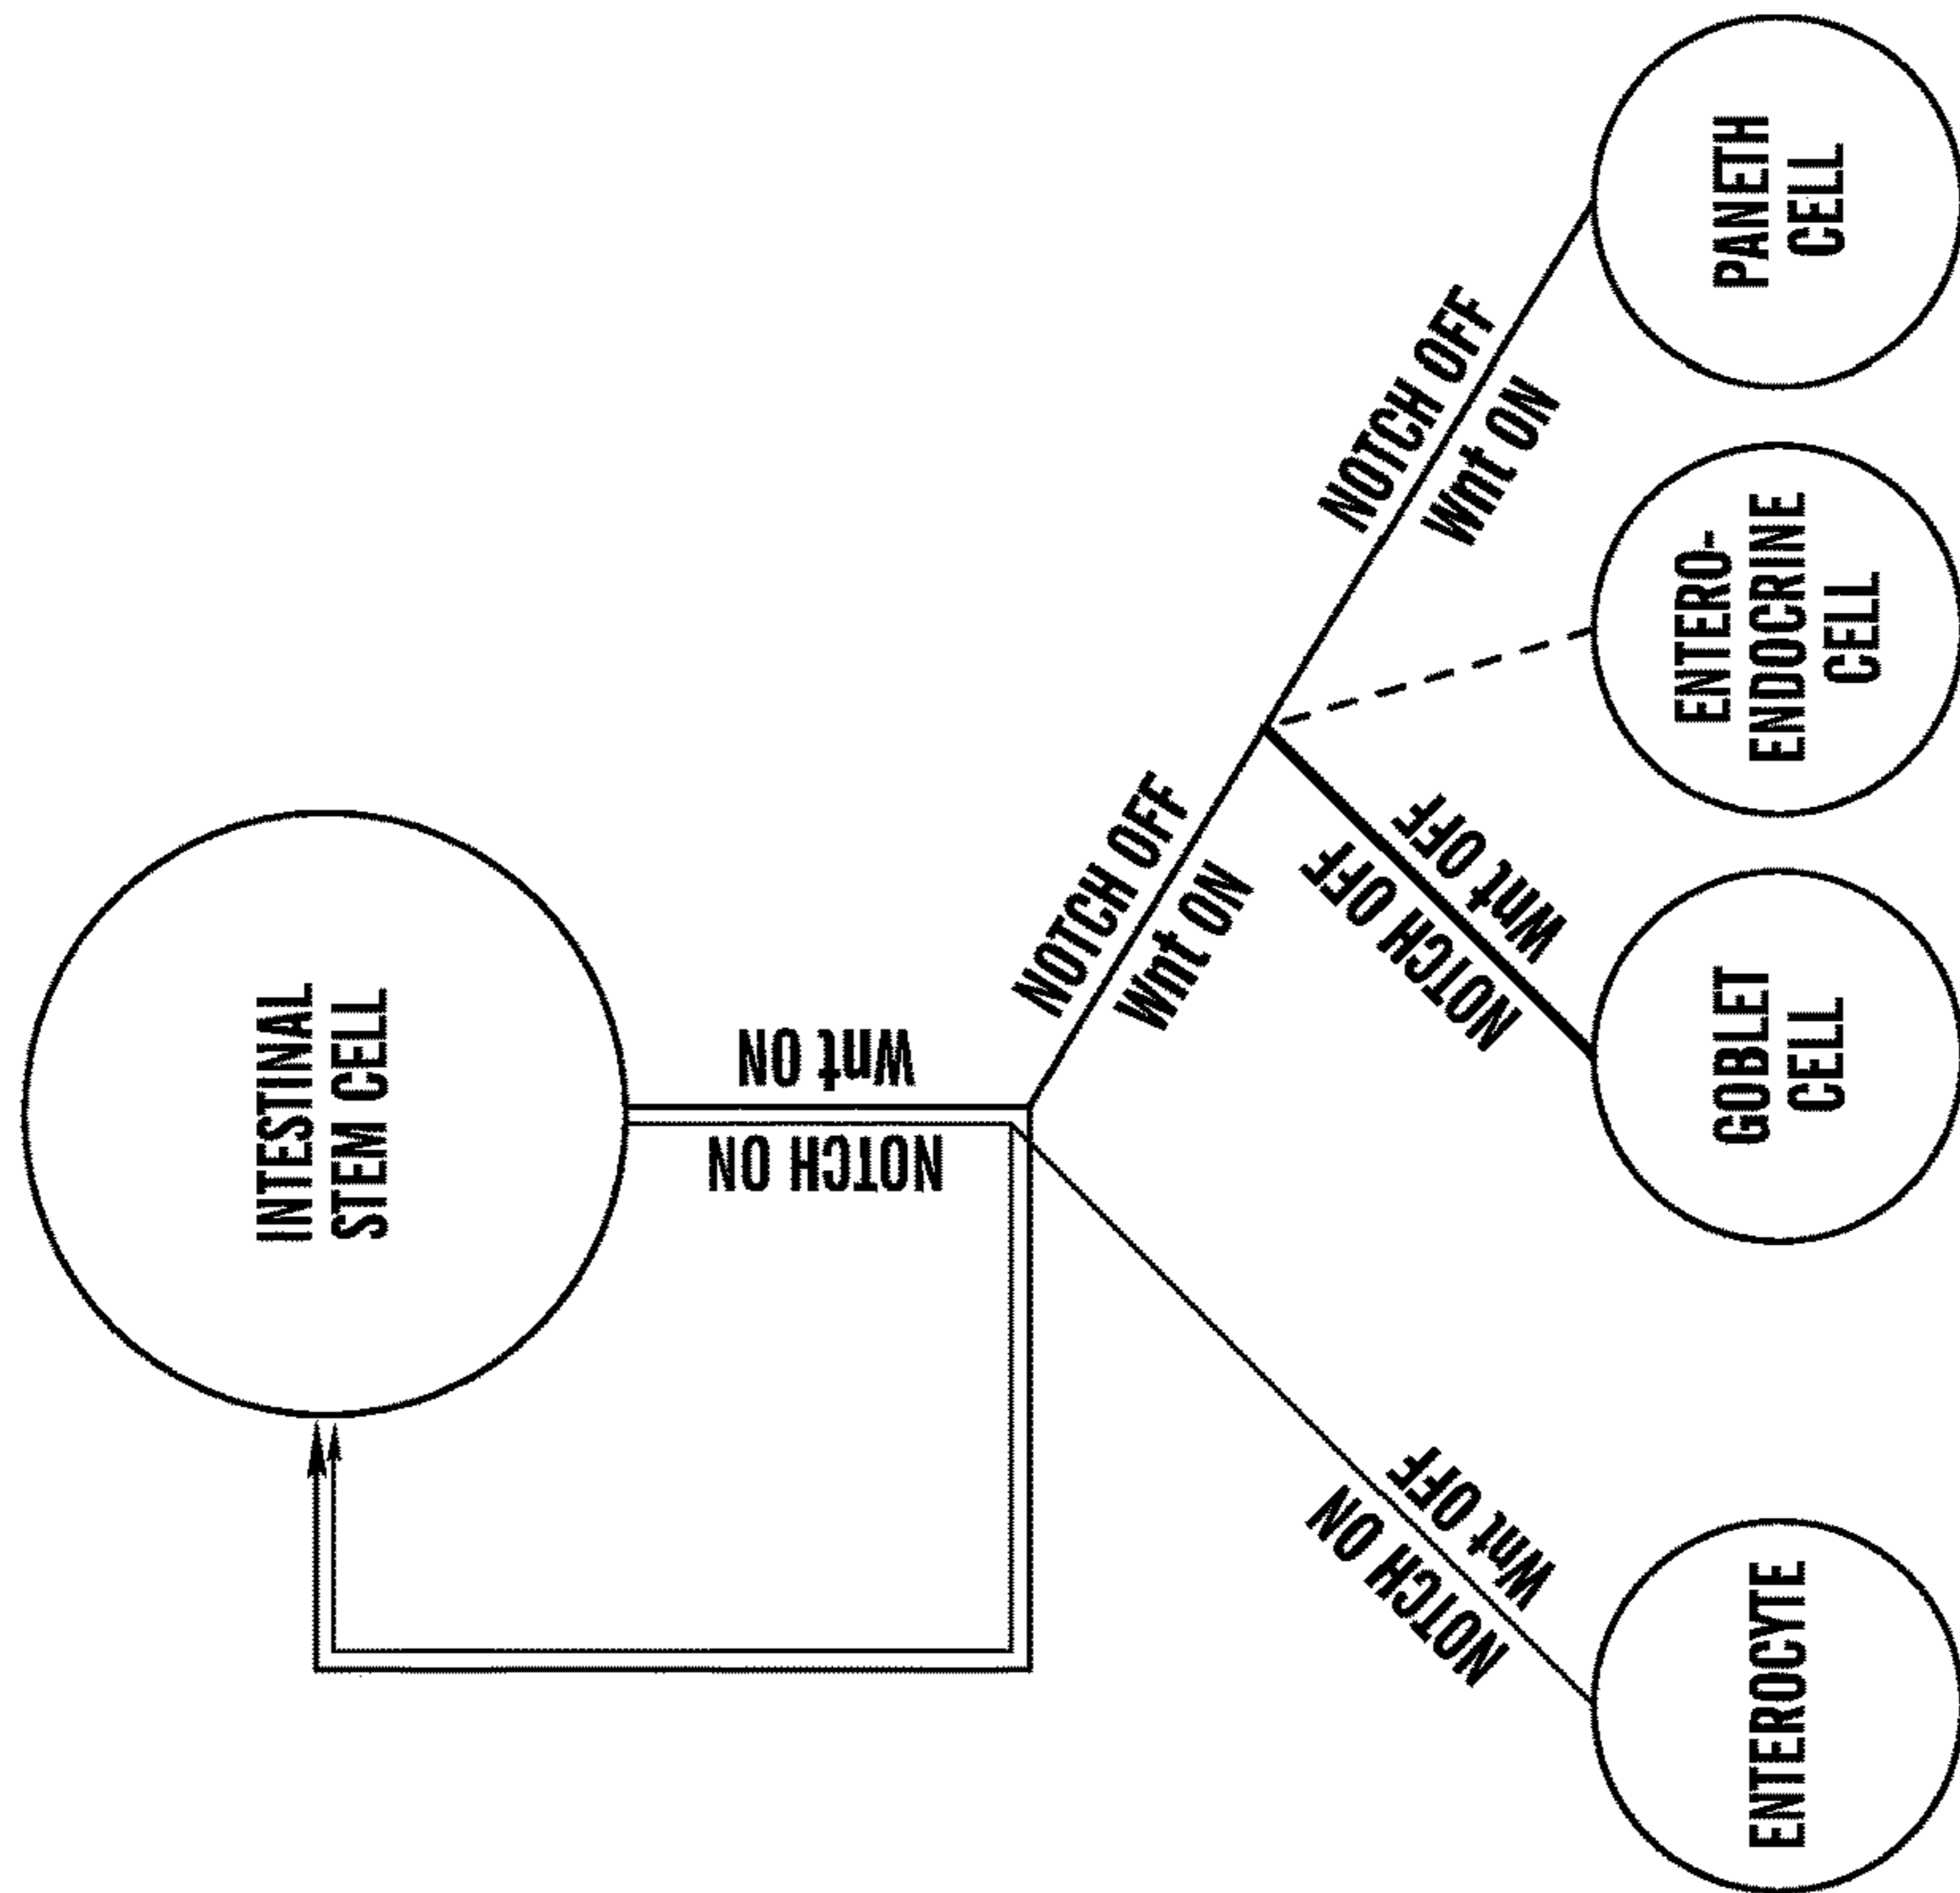 INTESTINAL
STEM CELL
Wnt ON
NOTCH ON
NOTCH OFF
Wnt ON
NOTCH OFF
Wnt ON
NOTCH OFF
Wnt OFF
NOTCH ON
Wnt OFF
ENTEROCYTE
GOBLET
CELL
ENTERO-
ENDOCRINE
CELL
PANETH
CELL